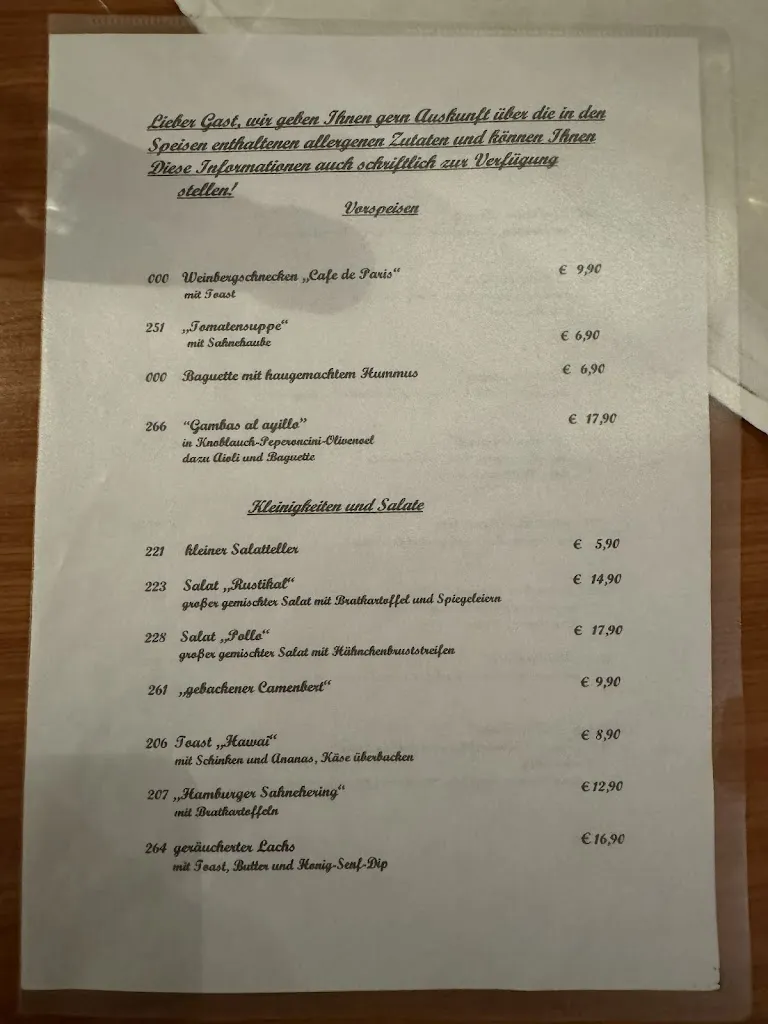 Lieber Gast, wir geben Ihnen gern Auskunft über die in den
Speisen enthaltenen allergenen Zutaten und können Ihnen
Diese Informationen auch schriftlich zur Verfügung
stellen!
Vorspeisen
000 Weinbergschnecken „Cafe de Paris“ € 9,90
mit Toast
251 „Tomatensuppe“ € 6,90
mit Sahnehaube
000 Baguette mit haugemachtem Hummus € 6,90
266 “Gambas al ayillo” € 17,90
in Knoblauch-Peperoncini-Olivenoel
dazu Aioli und Baguette
Kleinigkeiten und Salate
221 kleiner Salatteller € 5,90
223 Salat „Rustikal“ € 14,90
großer gemischter Salat mit Bratkartoffel und Spiegeleiern
228 Salat „Pollo“ € 17,90
großer gemischter Salat mit Hähnchenbruststreifen
261 „gebackener Camenbert“ € 9,90
206 Toast „Hawai“ € 8,90
mit Schinken und Ananas, Käse überbacken
207 „Hamburger Sahnehering“ € 12,90
mit Bratkartoffeln
264 geräucherter Lachs € 16,90
mit Toast, Butter und Honig-Senf-Dip